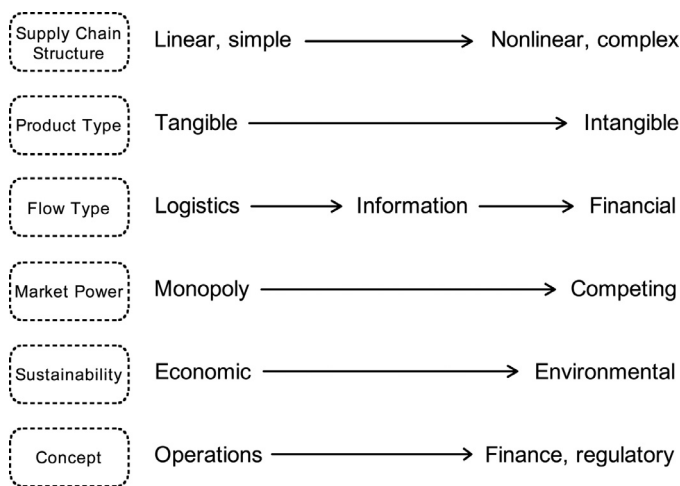 Supply Chain
Structure
Linear, simple
Nonlinear, complex
Product Type
Tangible
Intangible
Flow Type
Logistics
Information
Financial
Market Power
Monopoly
Competing
Sustainability
Economic
Environmental
Concept
Operations
Finance, regulatory